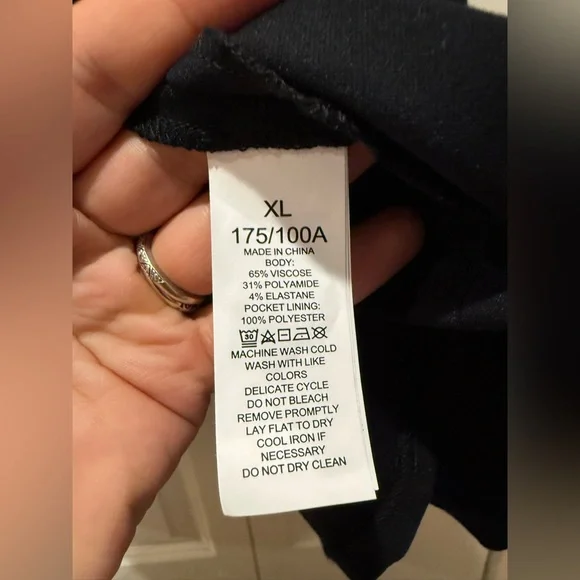 XL
175/100A
MADE IN CHINA
BODY:
65% VISCOSE
31% POLYAMIDE
4% ELASTANE
POCKET LINING:
100% POLYESTER
30
MACHINE WASH COLD
WASH WITH LIKE
COLORS
DELICATE CYCLE
DO NOT BLEACH
REMOVE PROMPTLY
LAY FLAT TO DRY
COOL IRON IF
NECESSARY
DO NOT DRY CLEAN